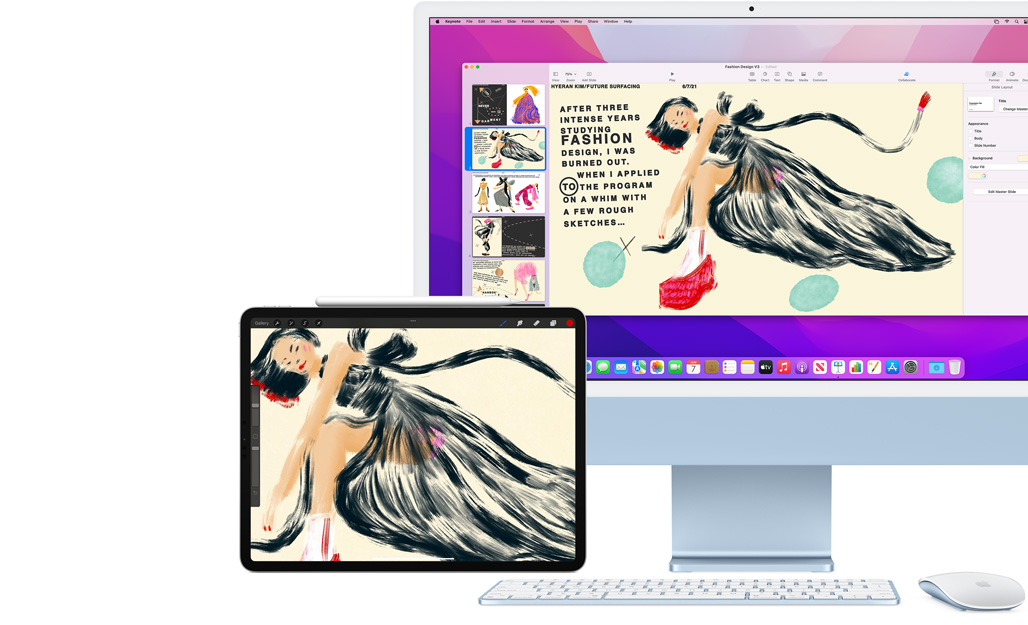 Keynote File Edit Insert Slide Format Arrange View Play Share Window Help
Fashion Design V3
View Zoom Add Slide Play Table Chart Text Shape Media Comment Collaborate Format Animate
HYERAN KIM/FUTURE SURFACING 6/7/21
AFTER THREE
INTENSE YEARS
STUDYING
FASHION
DESIGN, I WAS
BURNED OUT.
WHEN I APPLIED
TO THE PROGRAM
ON A WHIM WITH
A FEW ROUGH
SKETCHES...
Slide Layout
Title
Change Master
Appearance
Title
Body
Slide Number
Background
Color Fill
Edit Master Slide
Gallery
7
tv